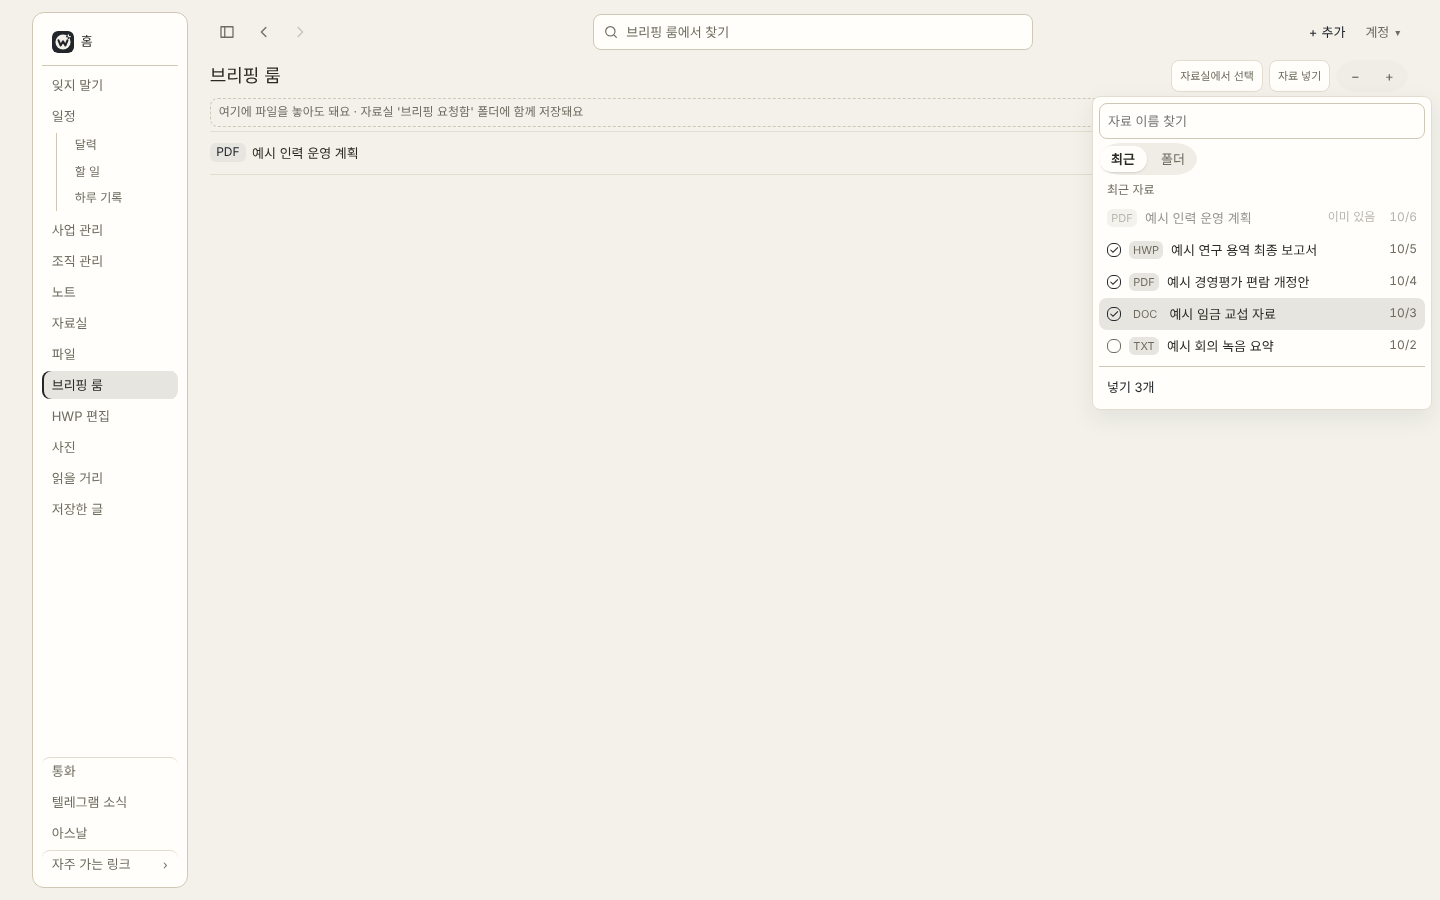 홈
잊지 말기
일정
달력
할 일
하루 기록
사업 관리
조직 관리
노트
자료실
파일
브리핑 룸
HWP 편집
사진
읽을 거리
저장한 글
통화
텔레그램 소식
아스날
자주 가는 링크 ›
브리핑 룸에서 찾기
+ 추가 계정 ▾
브리핑 룸
자료실에서 선택 자료 넣기 − +
여기에 파일을 놓아도 돼요 · 자료실 '브리핑 요청함' 폴더에 함께 저장돼요
PDF 예시 인력 운영 계획
자료 이름 찾기
최근 폴더
최근 자료
PDF 예시 인력 운영 계획 이미 있음 10/6
HWP 예시 연구 용역 최종 보고서 10/5
PDF 예시 경영평가 편람 개정안 10/4
DOC 예시 임금 교섭 자료 10/3
TXT 예시 회의 녹음 요약 10/2
넣기 3개